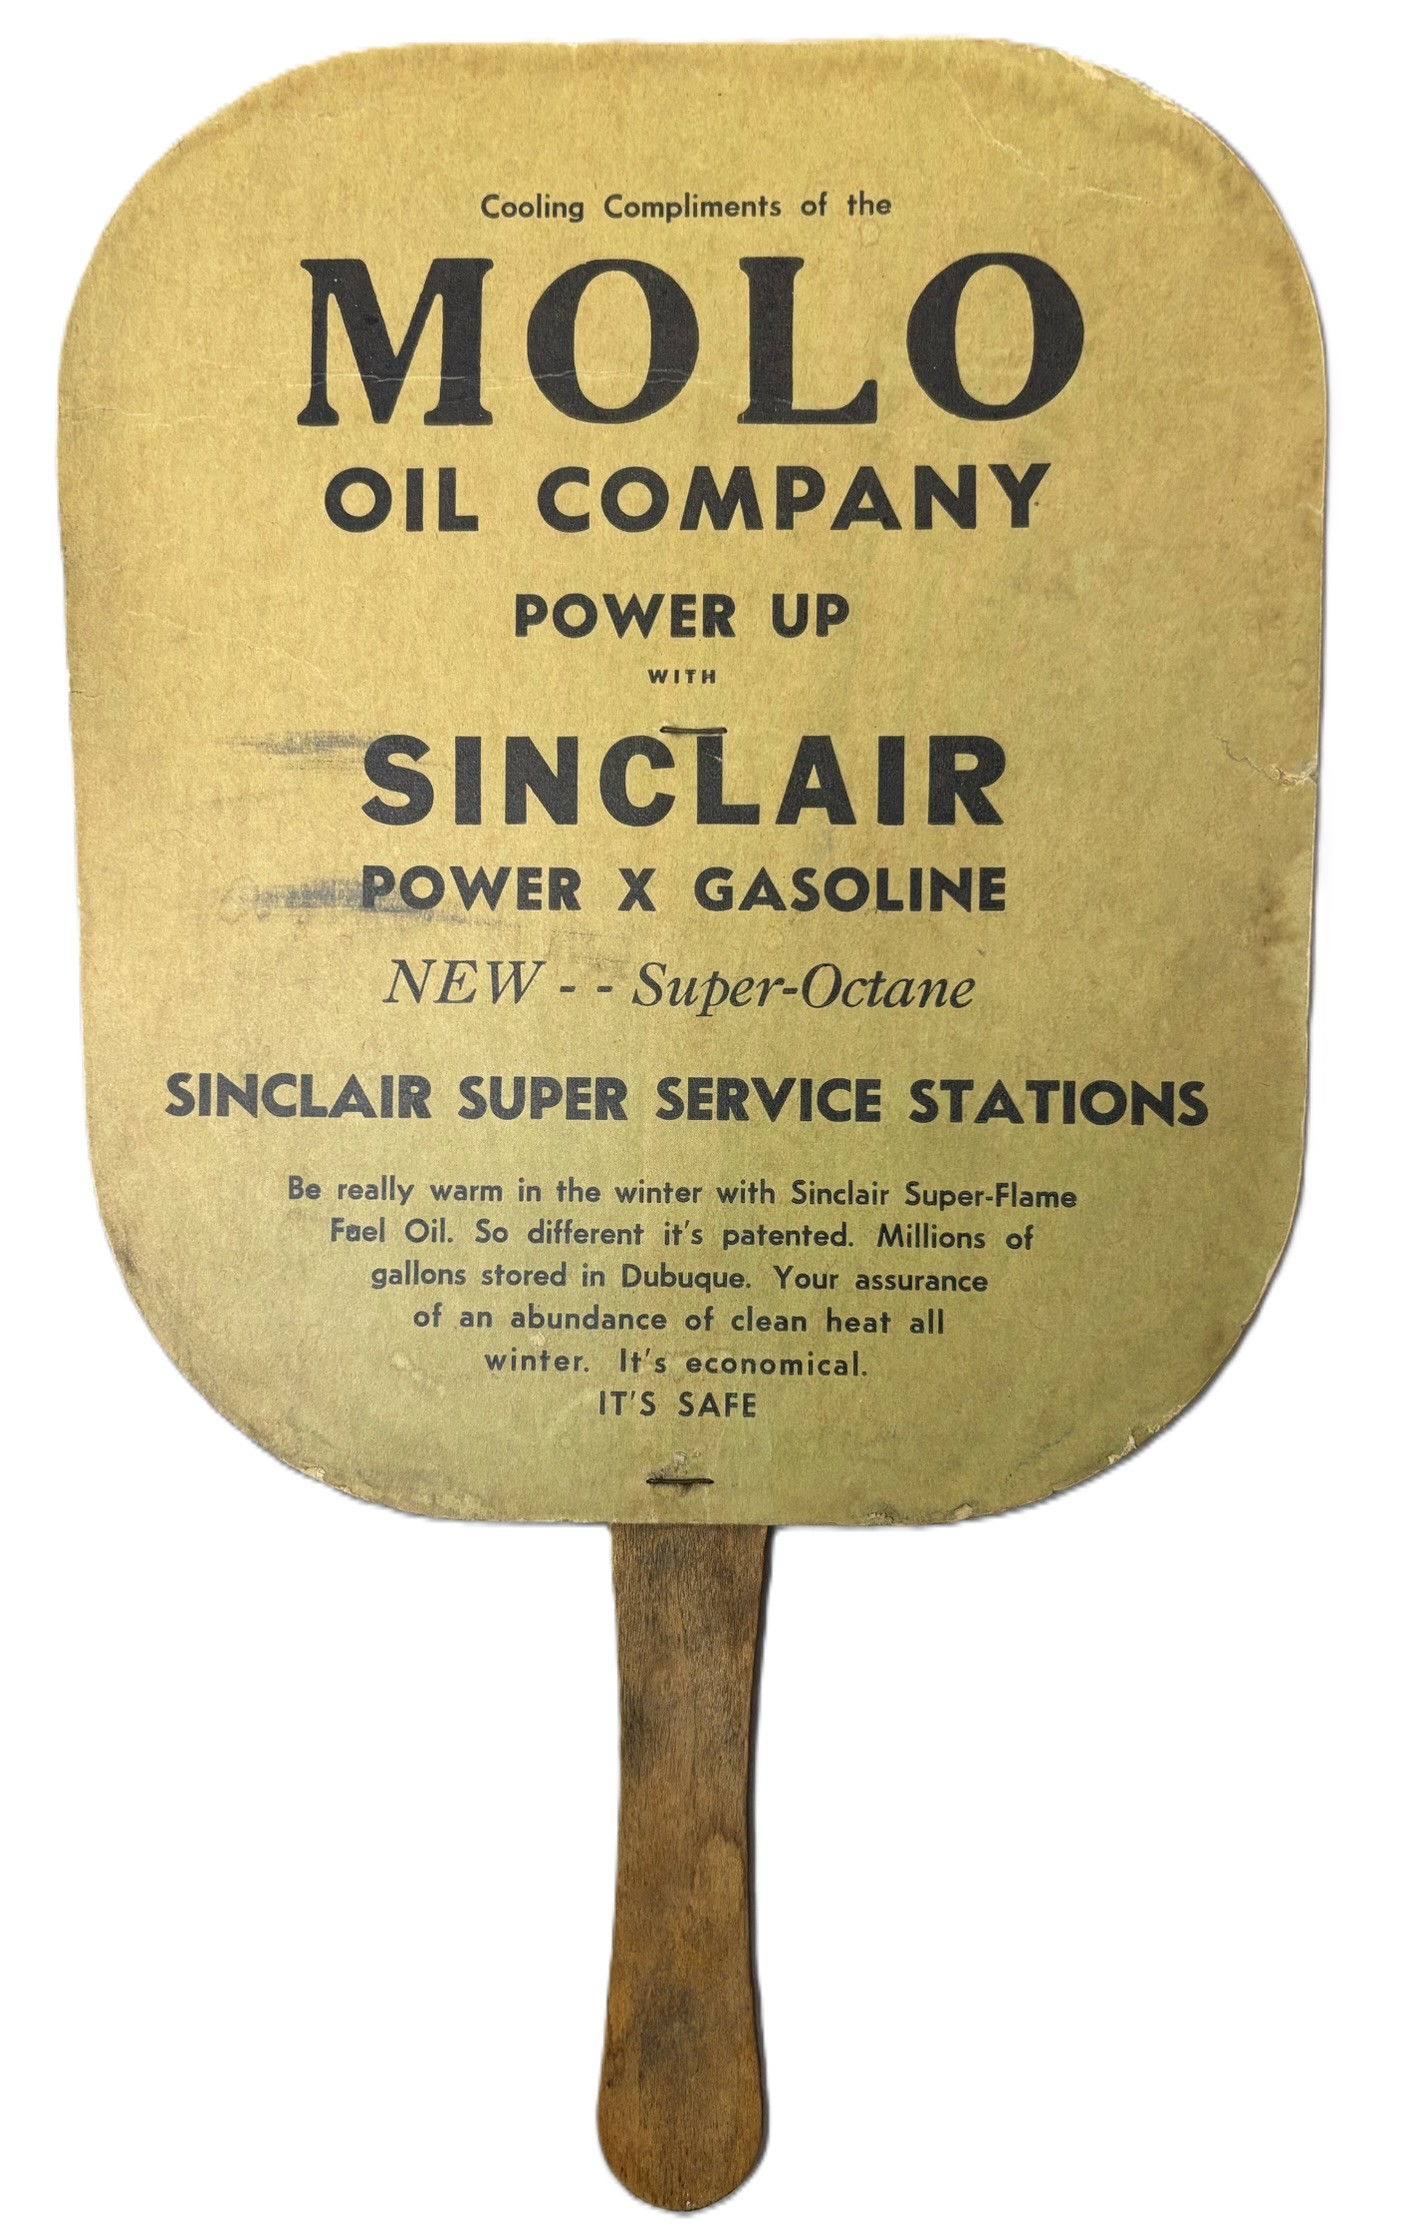 Cooling Compliments of the
MOLO
OIL COMPANY
POWER UP
WITH
SINCLAIR
POWER X GASOLINE
NEW - - Super-Octane
SINCLAIR SUPER SERVICE STATIONS
Be really warm in the winter with Sinclair Super-Flame
Fuel Oil. So different it's patented. Millions of
gallons stored in Dubuque. Your assurance
of an abundance of clean heat all
winter. It's economical.
IT'S SAFE